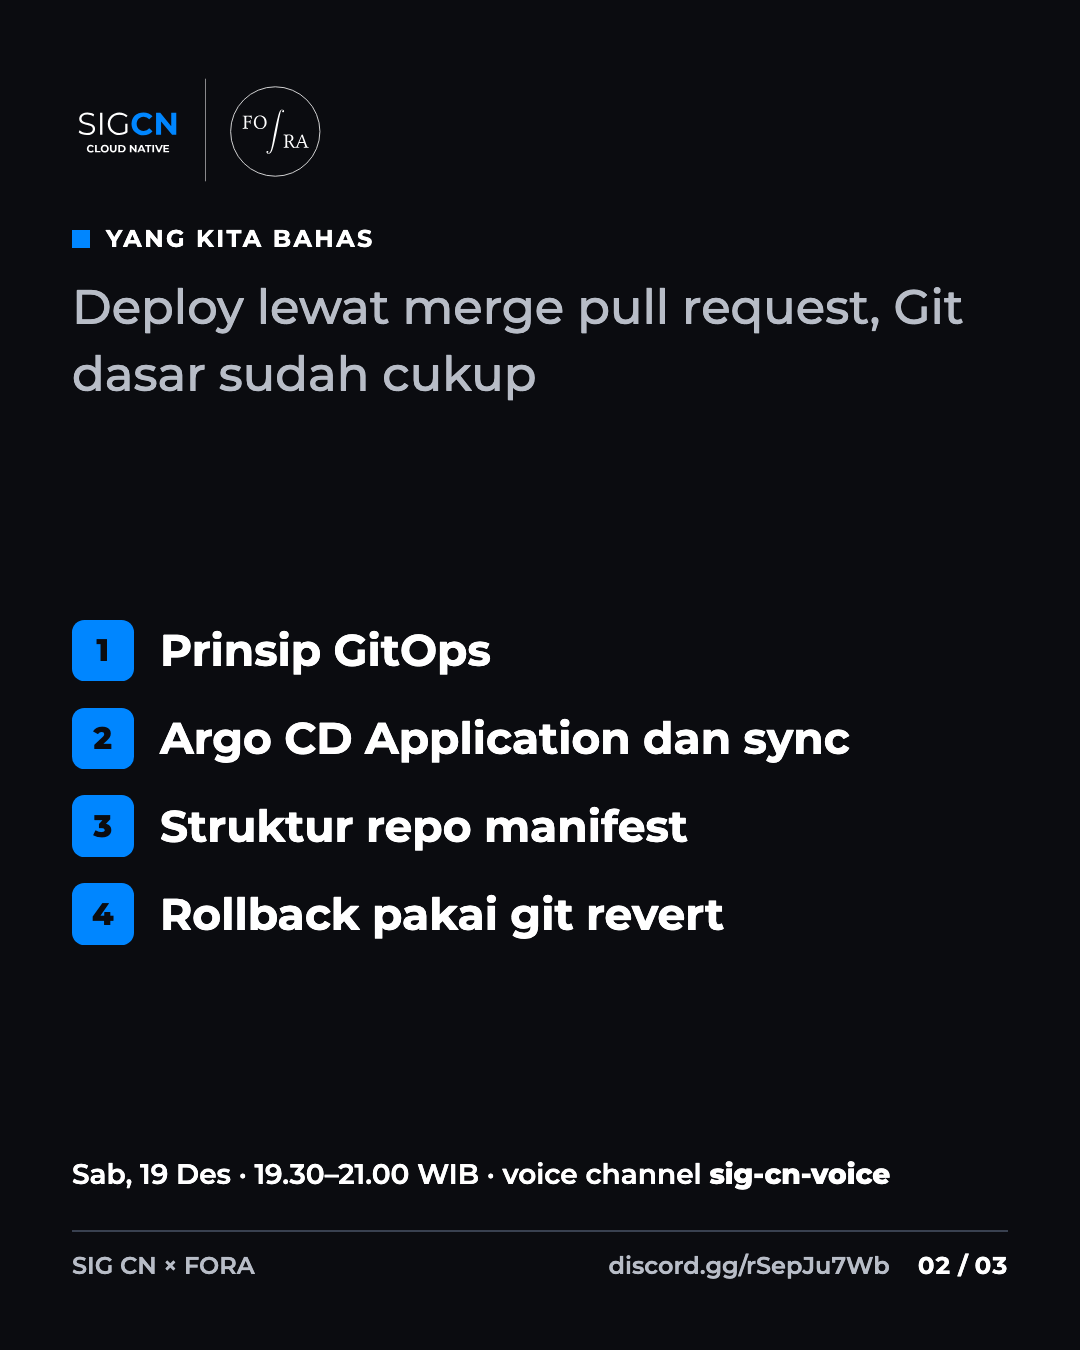 SIGCN
CLOUD NATIVE
FO
RA
YANG KITA BAHAS
Deploy lewat merge pull request, Git
dasar sudah cukup
1 Prinsip GitOps
2 Argo CD Application dan sync
3 Struktur repo manifest
4 Rollback pakai git revert
Sab, 19 Des · 19.30–21.00 WIB · voice channel sig-cn-voice
SIG CN × FORA discord.gg/rSepJu7Wb 02 / 03